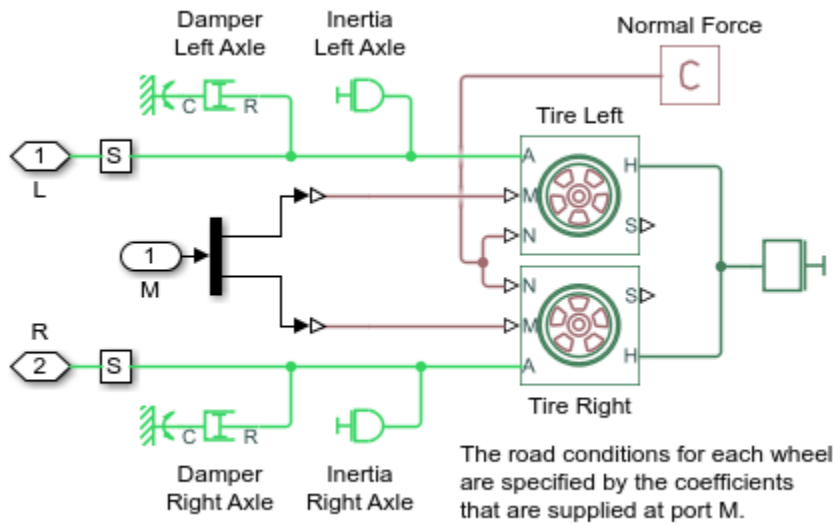 Damper
Left Axle
Inertia
Left Axle
Normal Force
C
C R
Tire Left
1
S
A
H
L
M
S
N
1
M
N
S
M
R
2
S
A
H
C R
Tire Right
Damper
Right Axle
Inertia
Right Axle
The road conditions for each wheel
are specified by the coefficients
that are supplied at port M.